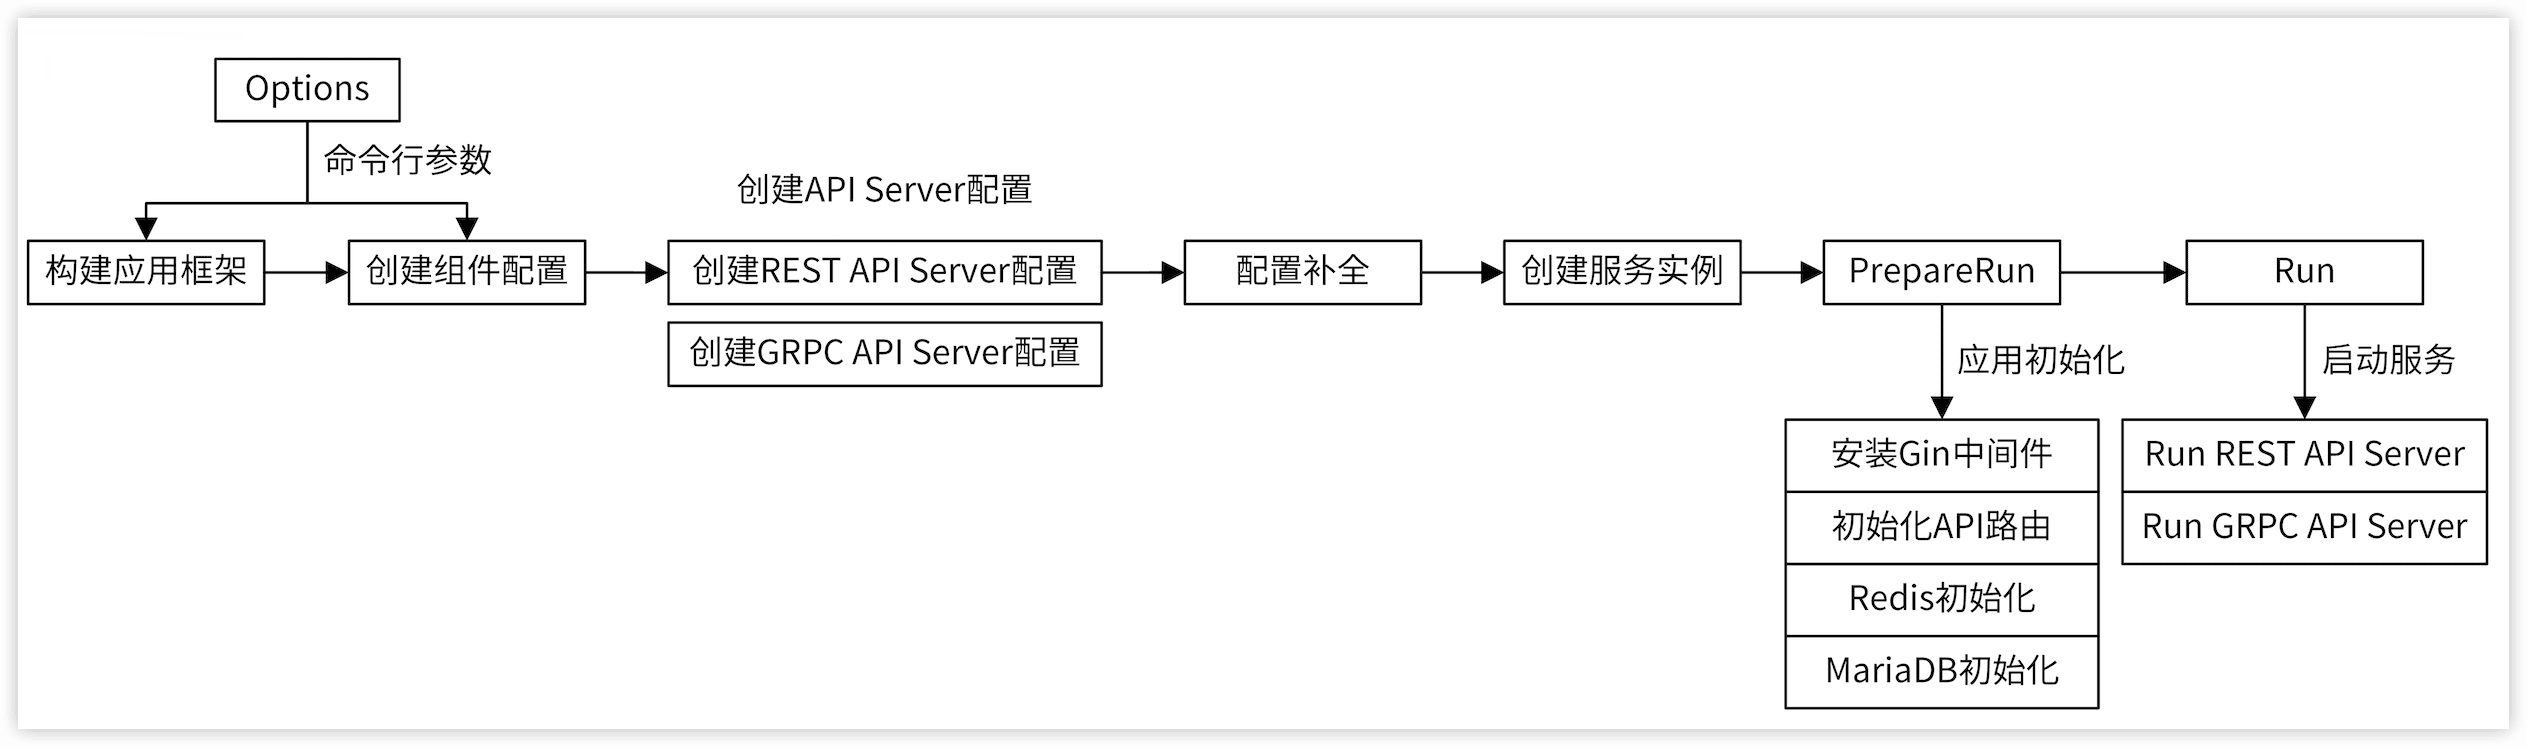 Options
命令行参数
创建API Server配置
构建应用框架
创建组件配置
创建REST API Server配置
配置补全
创建服务实例
PrepareRun
Run
创建GRPC API Server配置
应用初始化
启动服务
安装Gin中间件
初始化API路由
Redis初始化
MariaDB初始化
Run REST API Server
Run GRPC API Server